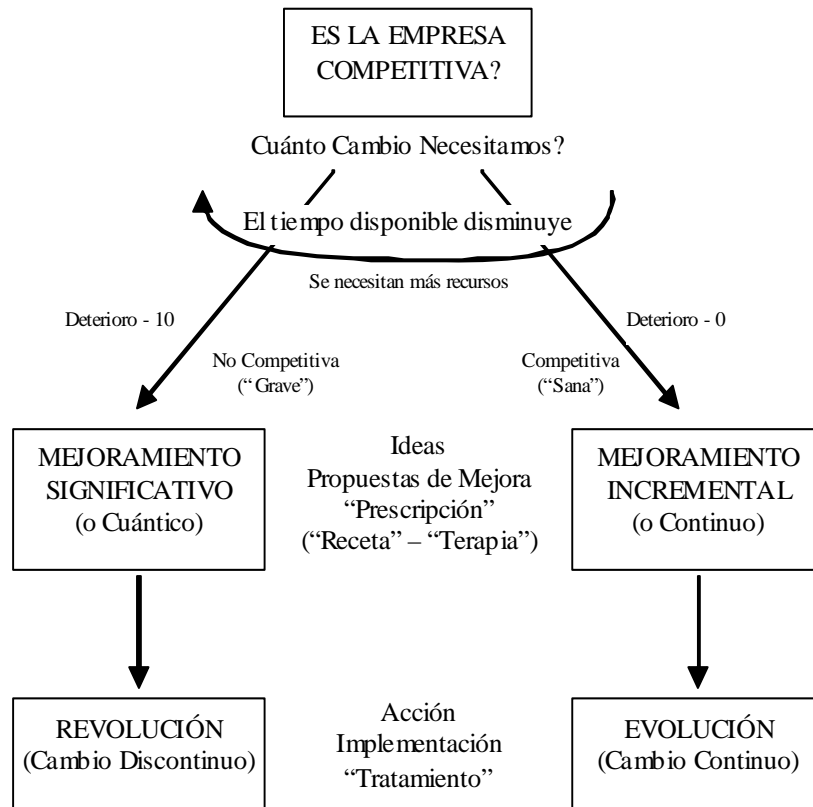 ES LA EMPRESA
COMPETITIVA?
Cuánto Cambio Necesitamos?
El tiempo disponible disminuye
Se necesitan más recursos
Deterioro - 10
Deterioro - 0
No Competitiva
(“Grave”)
Competitiva
(“Sana”)
MEJORAMIENTO
SIGNIFICATIVO
(o Cuántico)
Ideas
Propuestas de Mejora
“Prescripción”
(“Receta” – “Terapia”)
MEJORAMIENTO
INCREMENTAL
(o Continuo)
REVOLUCIÓN
(Cambio Discontinuo)
Acción
Implementación
“Tratamiento”
EVOLUCIÓN
(Cambio Continuo)